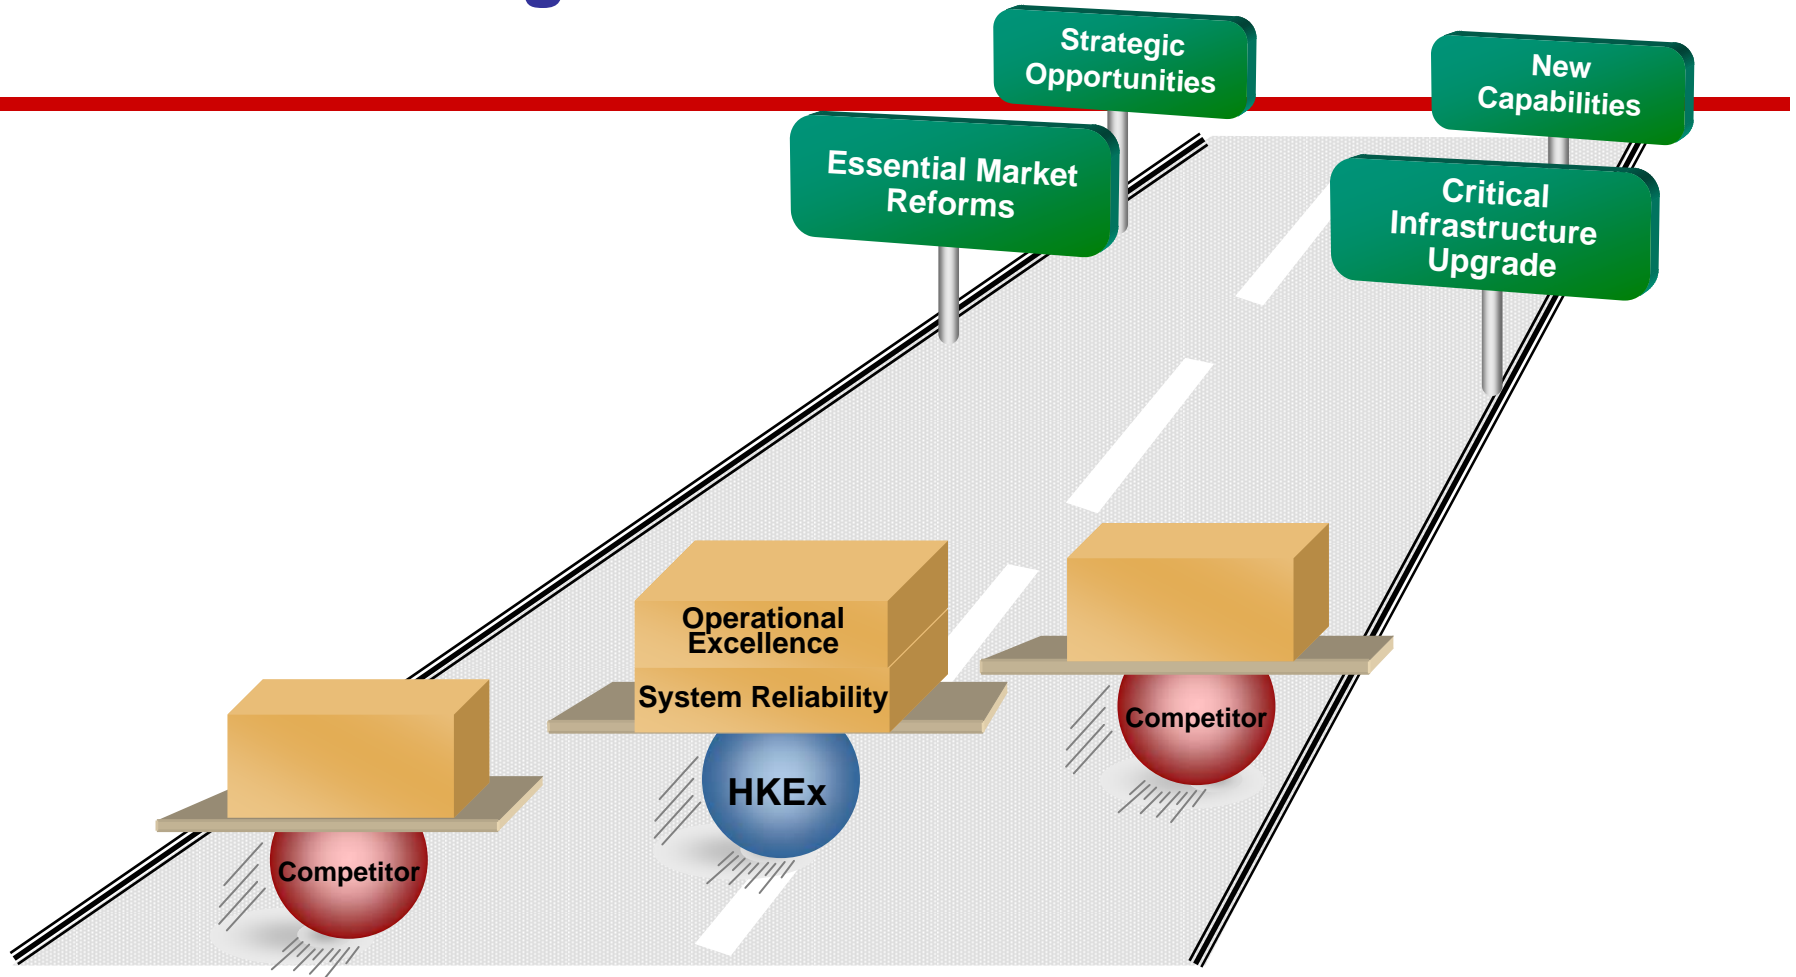 Strategic
Opportunities
New
Capabilities
Essential Market
Reforms
Critical
Infrastructure
Upgrade
Operational
Excellence
System Reliability
Competitor
HKEx
Competitor